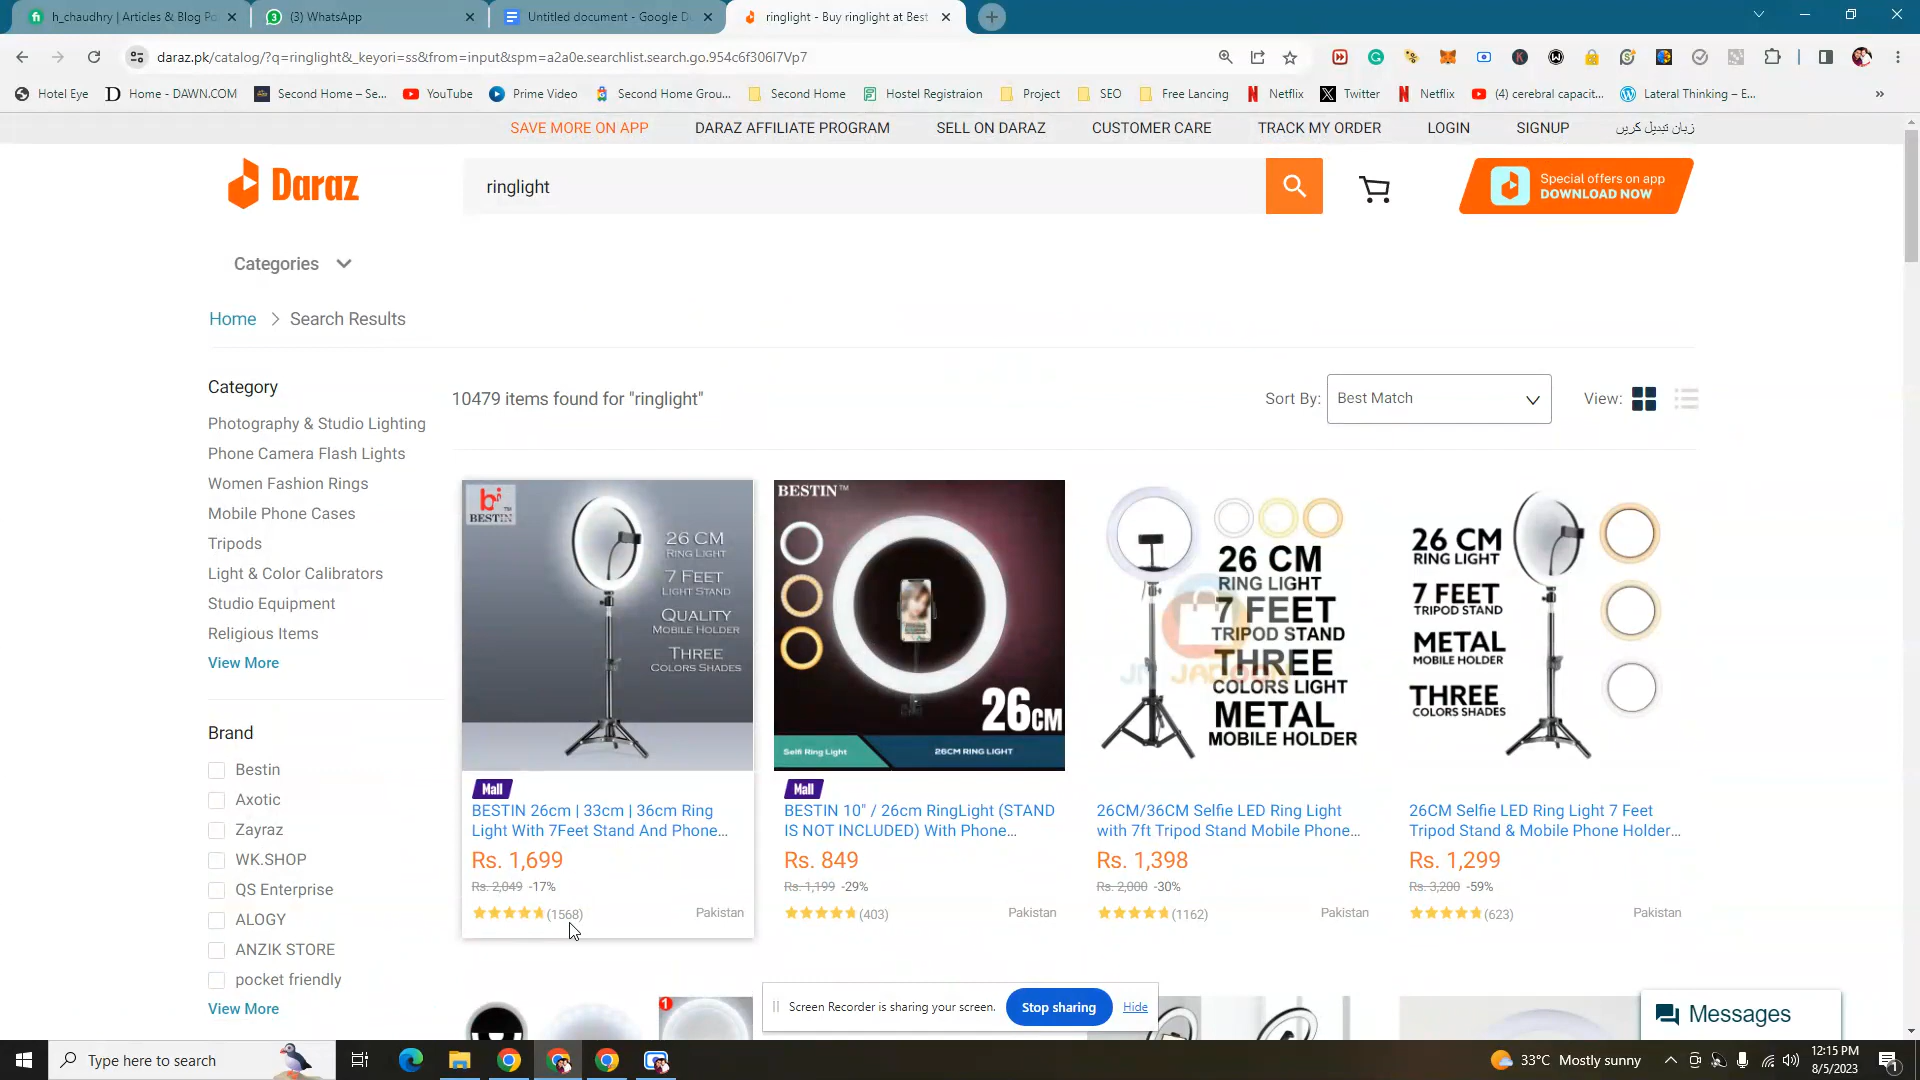 h_chaudhry | Articles & Blog Po
(3) WhatsApp
Untitled document - Google D
ringlight - Buy ringlight at Best
daraz.pk/catalog/?q=ringlight&_keyori=ss&from=input&spm=a2a0e.searchlist.search.go.954c6f306I7Vp7
Hotel Eye
Home - DAWN.COM
Second Home – Se...
YouTube
Prime Video
Second Home Grou...
Second Home
Hostel Registraion
Project
SEO
Free Lancing
Netflix
Twitter
Netflix
(4) cerebral capacit...
Lateral Thinking – E...
SAVE MORE ON APP
DARAZ AFFILIATE PROGRAM
SELL ON DARAZ
CUSTOMER CARE
TRACK MY ORDER
LOGIN
SIGNUP
زبان تبدیل کریں
Daraz
ringlight
Special offers on app
DOWNLOAD NOW
Categories
Home > Search Results
Category
Photography & Studio Lighting
Phone Camera Flash Lights
Women Fashion Rings
Mobile Phone Cases
Tripods
Light & Color Calibrators
Studio Equipment
Religious Items
View More
Brand
Bestin
Axotic
Zayraz
WK.SHOP
QS Enterprise
ALOGY
ANZIK STORE
pocket friendly
View More
10479 items found for "ringlight"
Sort By:
Best Match
View:
bi
BESTIN
26 CM
RING LIGHT
7 FEET
LIGHT STAND
QUALITY
MOBILE HOLDER
THREE
COLORS SHADES
Mall
BESTIN 26cm | 33cm | 36cm Ring
Light With 7Feet Stand And Phone...
Rs. 1,699
Rs. 2,049 -17%
(1568)
Pakistan
BESTIN™
26CM
Selfi Ring Light
26CM RING LIGHT
Mall
BESTIN 10" / 26cm RingLight (STAND
IS NOT INCLUDED) With Phone...
Rs. 849
Rs. 1,199 -29%
(403)
Pakistan
26 CM
RING LIGHT
7 FEET
TRIPOD STAND
THREE
COLORS LIGHT
METAL
MOBILE HOLDER
26CM/36CM Selfie LED Ring Light
with 7ft Tripod Stand Mobile Phone...
Rs. 1,398
Rs. 2,000 -30%
(1162)
Pakistan
26 CM
RING LIGHT
7 FEET
TRIPOD STAND
METAL
MOBILE HOLDER
THREE
COLORS SHADES
26CM Selfie LED Ring Light 7 Feet
Tripod Stand & Mobile Phone Holder...
Rs. 1,299
Rs. 3,200 -59%
(623)
Pakistan
1
Screen Recorder is sharing your screen.
Stop sharing
Hide
Messages
Type here to search
33°C Mostly sunny
12:15 PM
8/5/2023
1